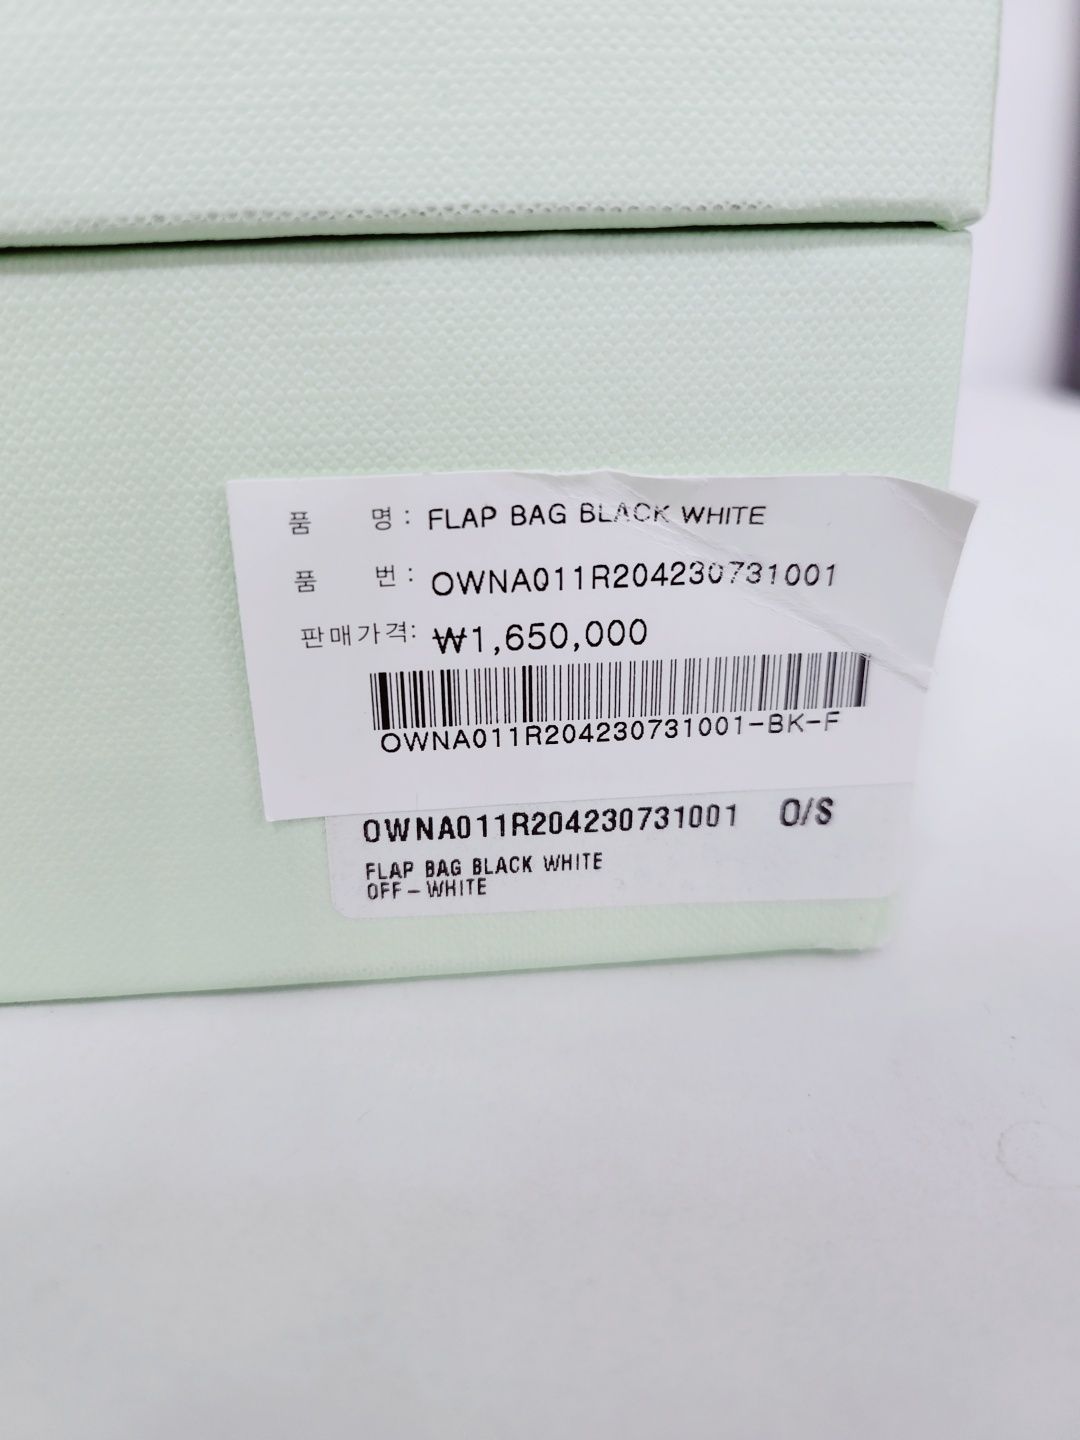 품 명 : FLAP BAG BLACK WHITE
품 번 : OWNA011R204230731001
판매가격: ₩1,650,000
OWNA011R204230731001-BK-F
OWNA011R204230731001 O/S
FLAP BAG BLACK WHITE
OFF-WHITE